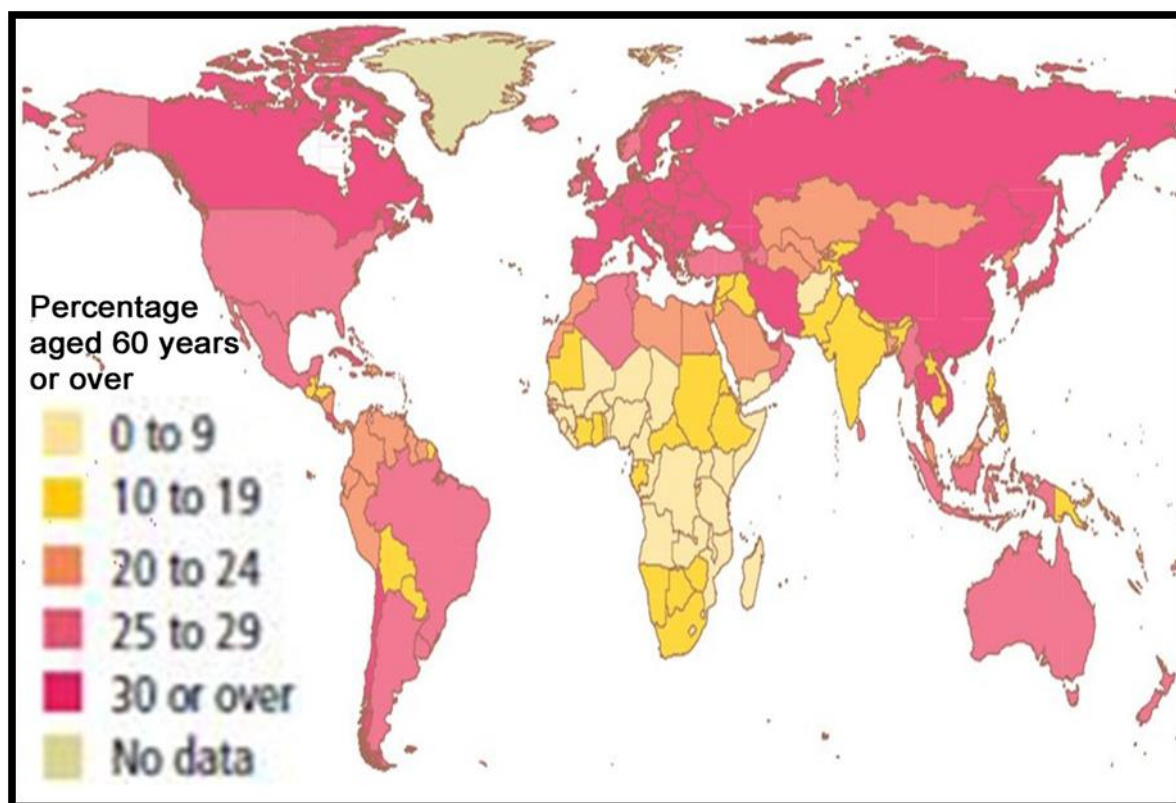 Percentage
aged 60 years
or over
0 to 9
10 to 19
20 to 24
25 to 29
30 or over
No data